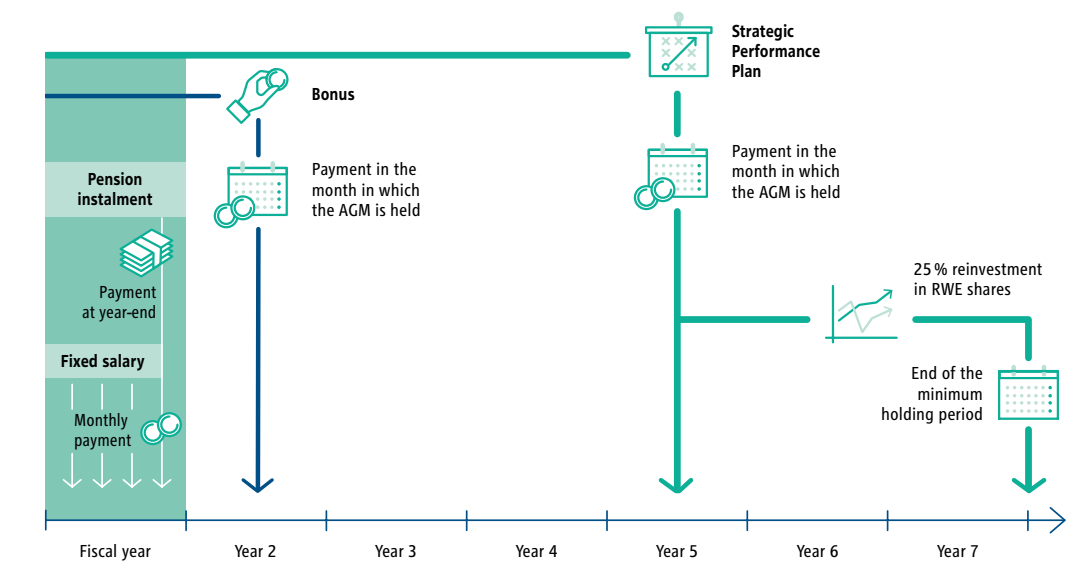 Strategic
Performance
Plan
Bonus
Payment in the
month in which
the AGM is held
Payment in the
month in which
the AGM is held
Pension
instalment
Payment
at year-end
25 % reinvestment
in RWE shares
Fixed salary
End of the
minimum
holding period
Monthly
payment
Fiscal year
Year 2
Year 3
Year 4
Year 5
Year 6
Year 7